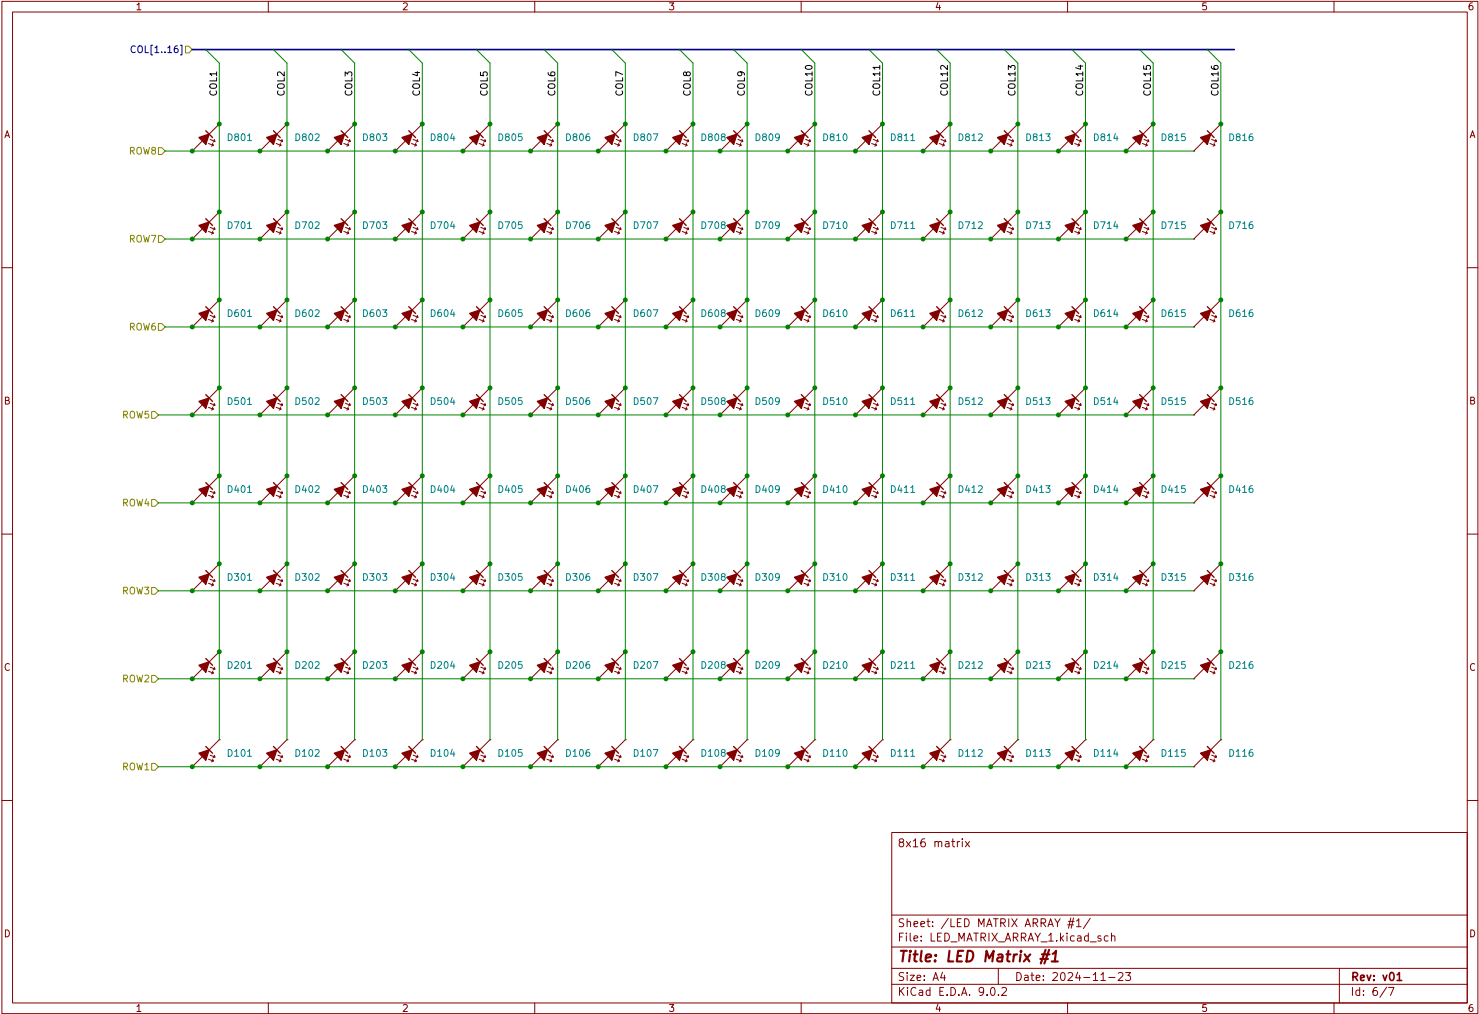 1 2 3 4 5 6
COL[1..16]
COL1 COL2 COL3 COL4 COL5 COL6 COL7 COL8 COL9 COL10 COL11 COL12 COL13 COL14 COL15 COL16
A A
ROW8 D801 D802 D803 D804 D805 D806 D807 D808 D809 D810 D811 D812 D813 D814 D815 D816
ROW7 D701 D702 D703 D704 D705 D706 D707 D708 D709 D710 D711 D712 D713 D714 D715 D716
ROW6 D601 D602 D603 D604 D605 D606 D607 D608 D609 D610 D611 D612 D613 D614 D615 D616
B B
ROW5 D501 D502 D503 D504 D505 D506 D507 D508 D509 D510 D511 D512 D513 D514 D515 D516
ROW4 D401 D402 D403 D404 D405 D406 D407 D408 D409 D410 D411 D412 D413 D414 D415 D416
ROW3 D301 D302 D303 D304 D305 D306 D307 D308 D309 D310 D311 D312 D313 D314 D315 D316
C C
ROW2 D201 D202 D203 D204 D205 D206 D207 D208 D209 D210 D211 D212 D213 D214 D215 D216
ROW1 D101 D102 D103 D104 D105 D106 D107 D108 D109 D110 D111 D112 D113 D114 D115 D116
8x16 matrix
Sheet: /LED MATRIX ARRAY #1/
D D
File: LED_MATRIX_ARRAY_1.kicad_sch
Title: LED Matrix #1
Size: A4 Date: 2024-11-23 Rev: v01
KiCad E.D.A. 9.0.2 Id: 6/7
1 2 3 4 5 6